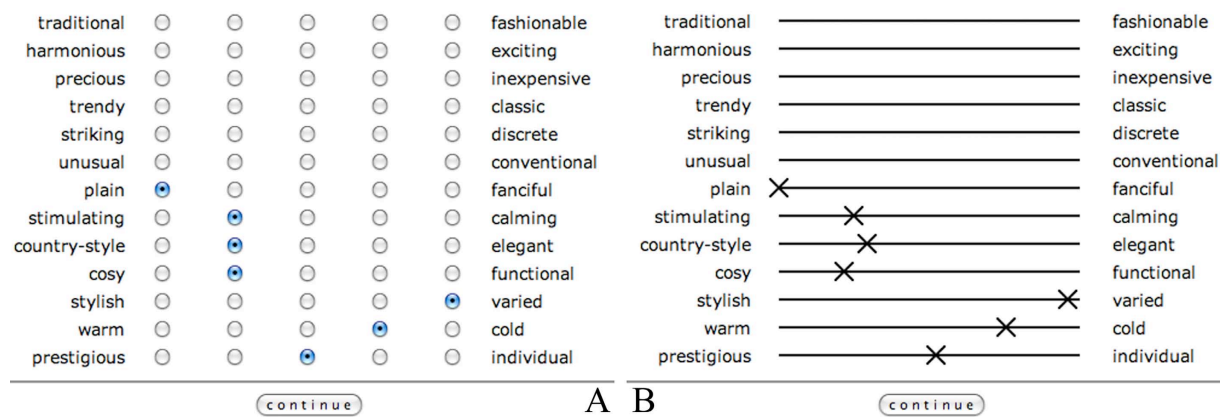 traditional fashionable
harmonious exciting
precious inexpensive
trendy classic
striking discrete
unusual conventional
plain fanciful
stimulating calming
country-style elegant
cosy functional
stylish varied
warm cold
prestigious individual
continue
A
traditional fashionable
harmonious exciting
precious inexpensive
trendy classic
striking discrete
unusual conventional
plain fanciful
stimulating calming
country-style elegant
cosy functional
stylish varied
warm cold
prestigious individual
B
continue